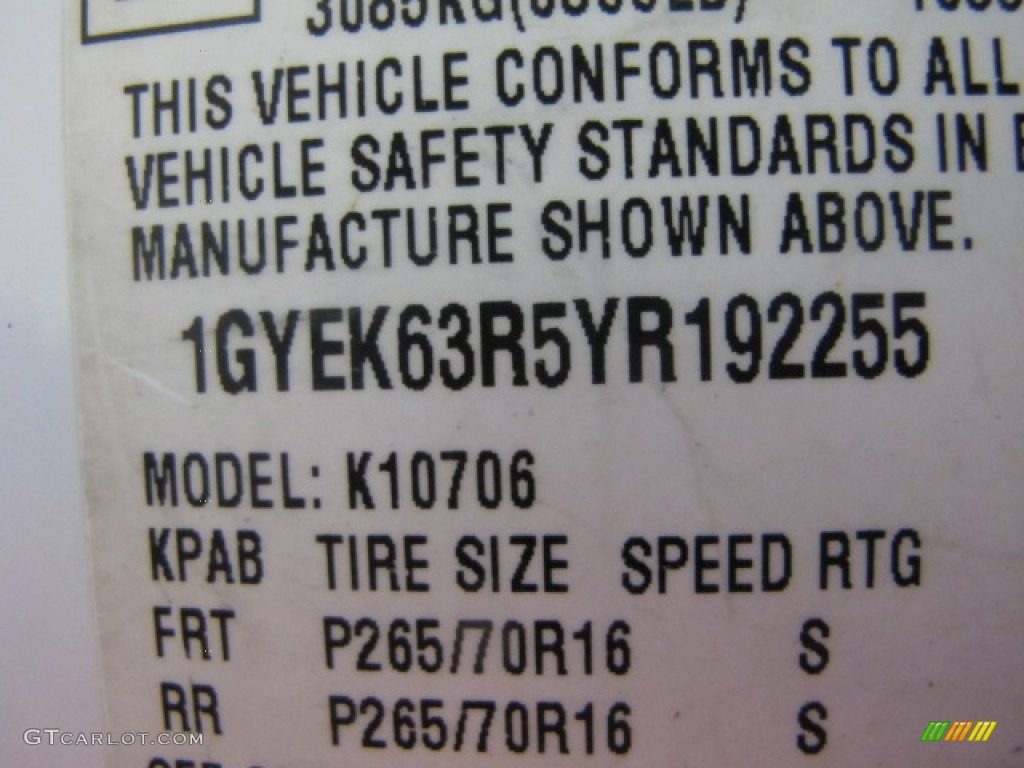 THIS VEHICLE CONFORMS TO ALL
VEHICLE SAFETY STANDARDS IN
MANUFACTURE SHOWN ABOVE.
1GYEK63R5YR192255
MODEL: K10706
KPAB TIRE SIZE SPEED RTG
FRT P265/70R16 S
RR P265/70R16 S
GTCARLOT.COM